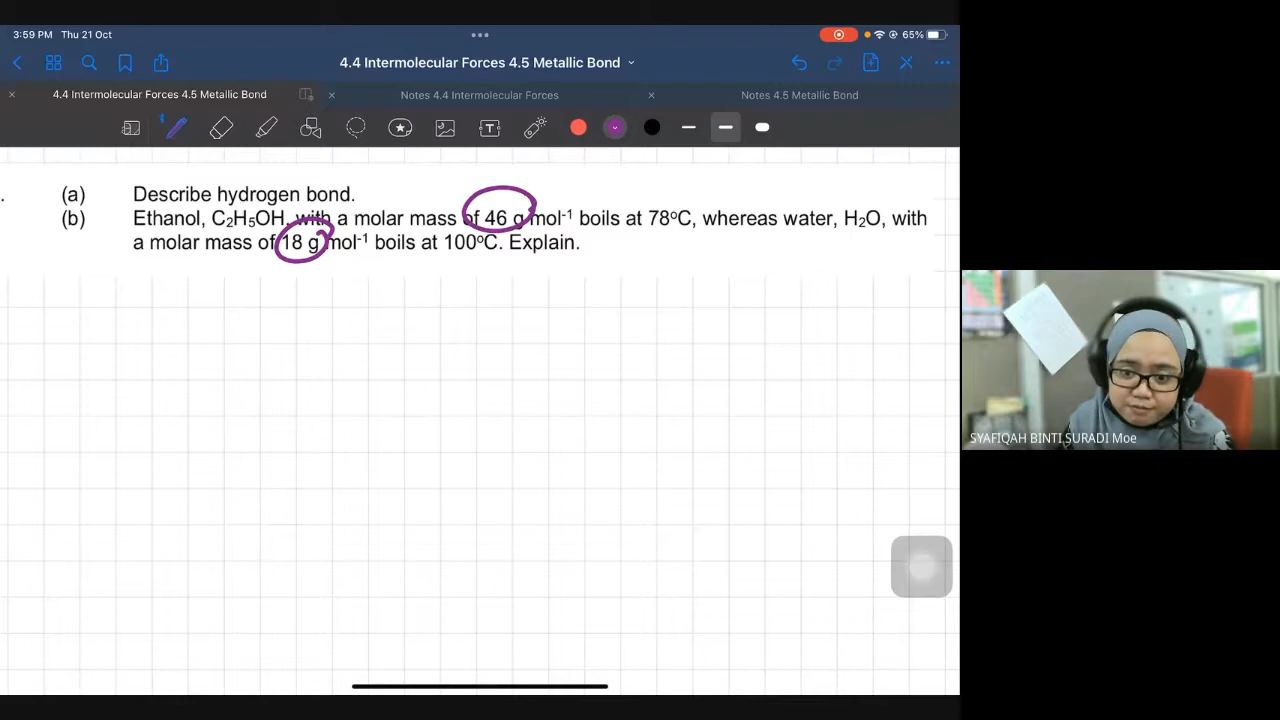 3:59 PM Thu 21 Oct
65%
4.4 Intermolecular Forces 4.5 Metallic Bond
4.4 Intermolecular Forces 4.5 Metallic Bond
Notes 4.4 Intermolecular Forces
Notes 4.5 Metallic Bond
(a) Describe hydrogen bond.
(b) Ethanol, C₂H₅OH, with a molar mass of 46 g mol⁻¹ boils at 78°C, whereas water, H₂O, with
a molar mass of 18 g mol⁻¹ boils at 100°C. Explain.
SYAFIQAH BINTI SURADI Moe